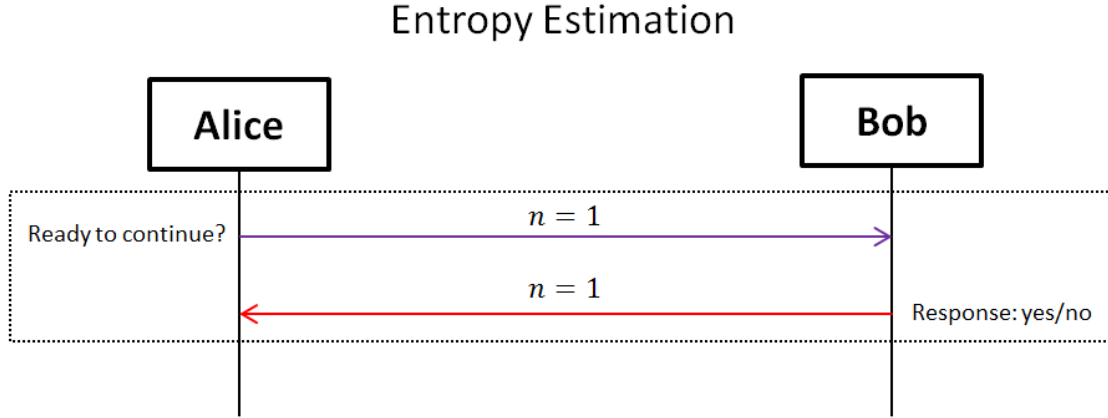 Entropy Estimation
Alice
Bob
n = 1
Ready to continue?
n = 1
Response: yes/no